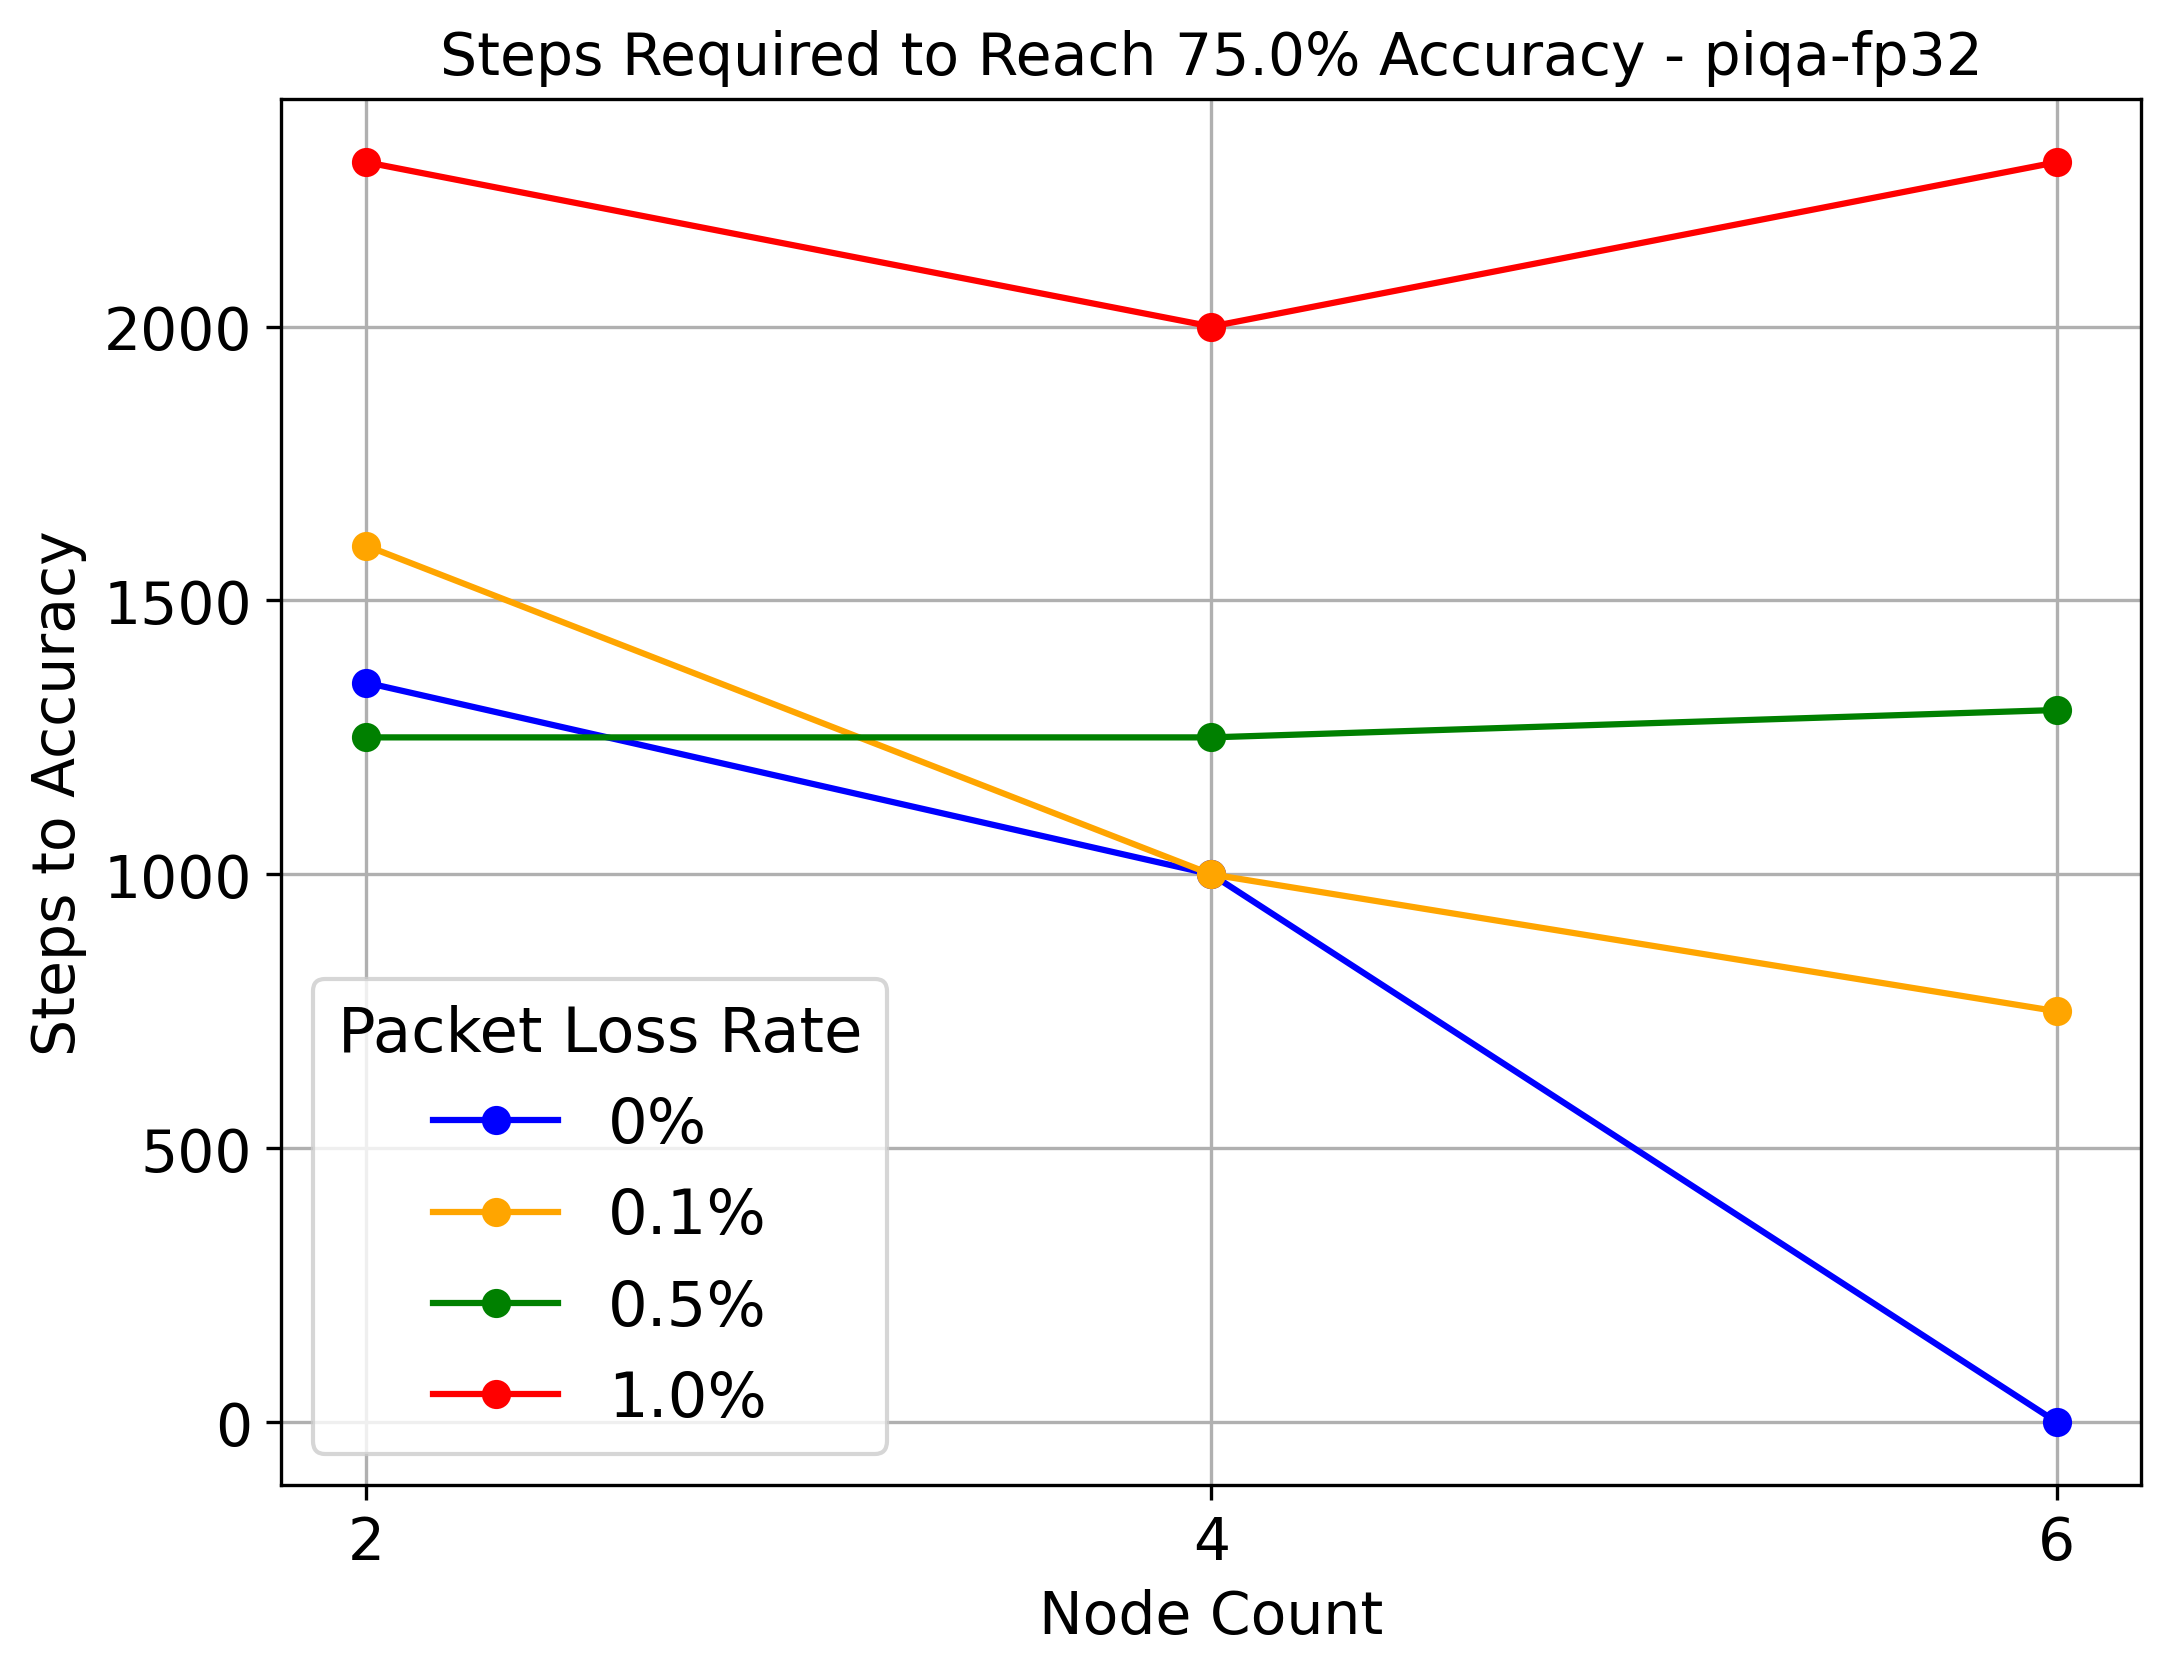 Steps Required to Reach 75.0% Accuracy - piqa-fp32
Steps to Accuracy
2000
1500
1000
500
0
Packet Loss Rate
0%
0.1%
0.5%
1.0%
2 4 6
Node Count